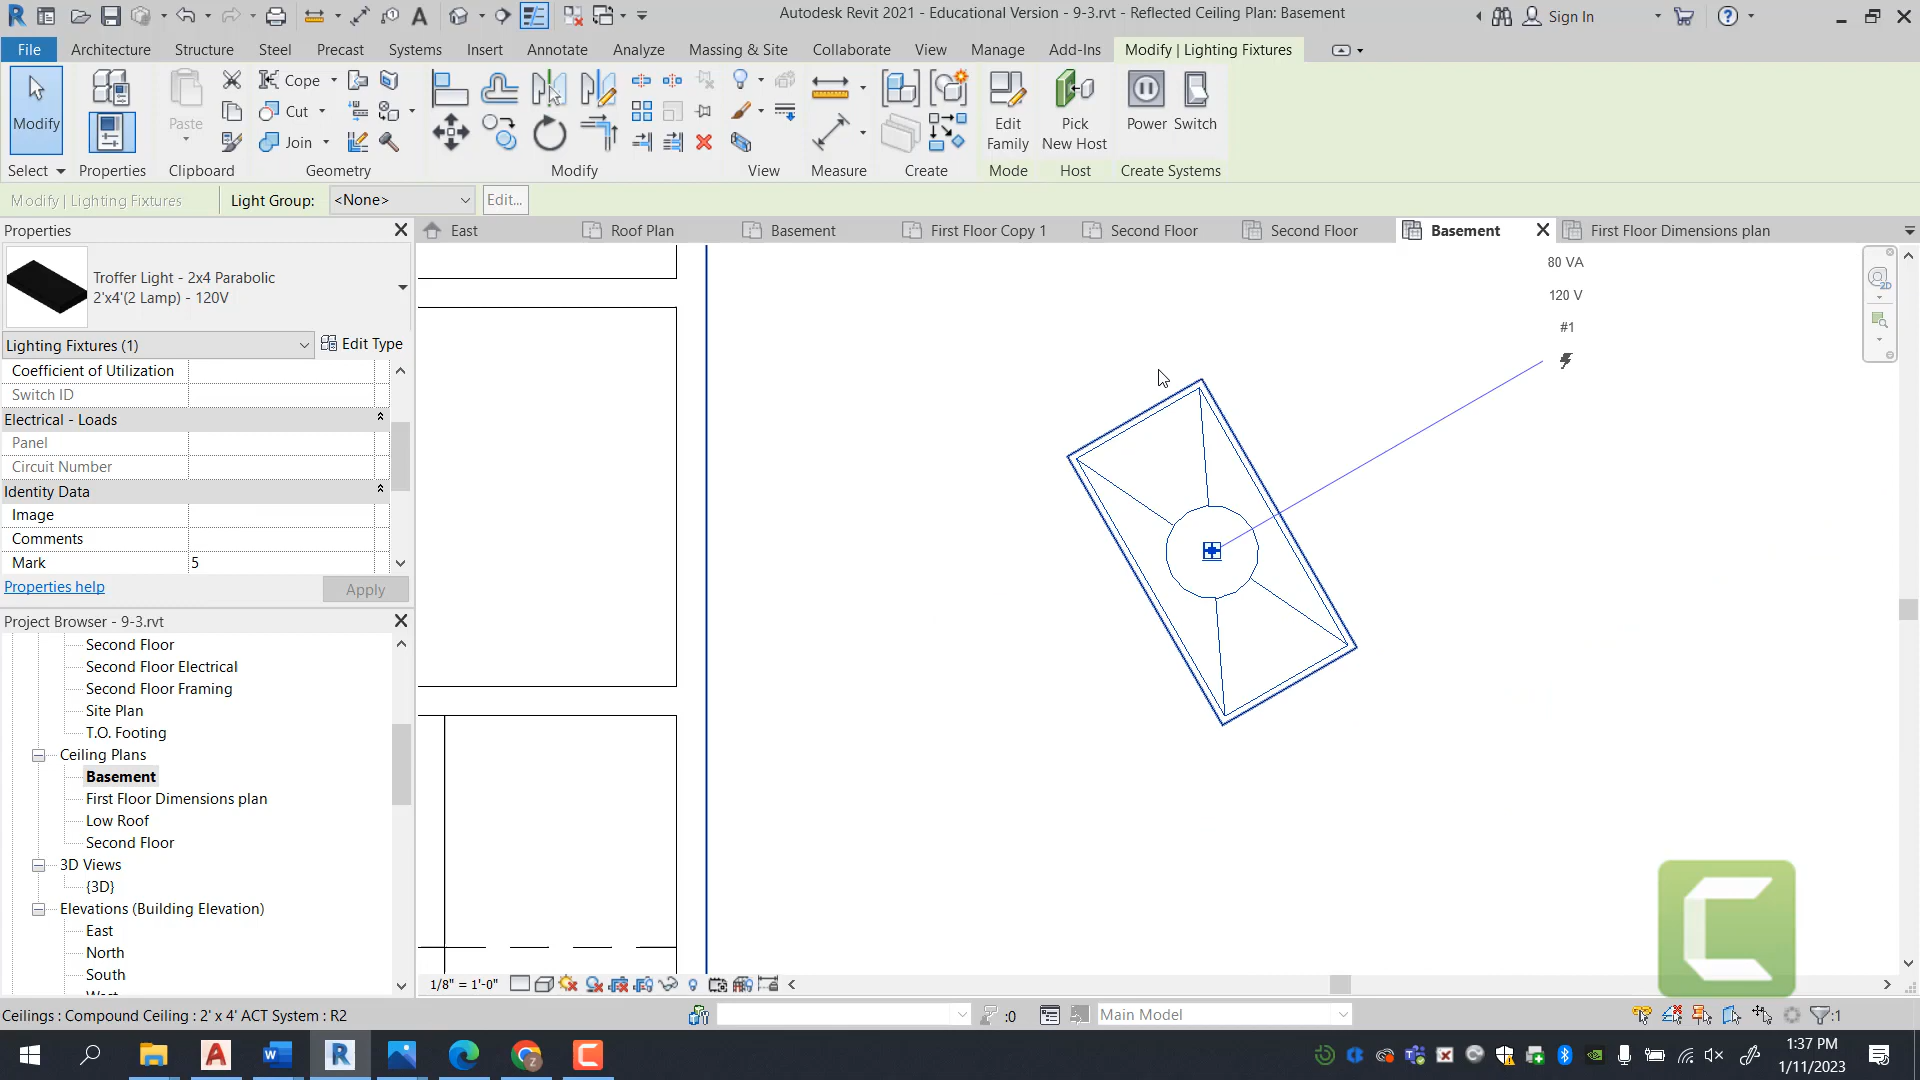 Autodesk Revit 2021 - Educational Version - 9-3.rvt - Reflected Ceiling Plan: Basement
Sign In
File Architecture Structure Steel Precast Systems Insert Annotate Analyze Massing & Site Collaborate View Manage Add-Ins Modify | Lighting Fixtures
Modify
Paste
Cope
Cut
Join
Edit Family
Pick New Host
Power Switch
Select Properties Clipboard Geometry Modify View Measure Create Mode Host Create Systems
Modify | Lighting Fixtures Light Group: <None> Edit...
Properties
East Roof Plan Basement First Floor Copy 1 Second Floor Second Floor Basement First Floor Dimensions plan
Troffer Light - 2x4 Parabolic
2'x4'(2 Lamp) - 120V
Lighting Fixtures (1) Edit Type
Coefficient of Utilization
Switch ID
Electrical - Loads
Panel
Circuit Number
Identity Data
Image
Comments
Mark 5
Properties help Apply
80 VA
120 V
#1
2D
Project Browser - 9-3.rvt
Second Floor
Second Floor Electrical
Second Floor Framing
Site Plan
T.O. Footing
Ceiling Plans
Basement
First Floor Dimensions plan
Low Roof
Second Floor
3D Views
{3D}
Elevations (Building Elevation)
East
North
South
1/8" = 1'-0"
Ceilings : Compound Ceiling : 2' x 4' ACT System : R2
:0
Main Model
:1
1:37 PM
1/11/2023